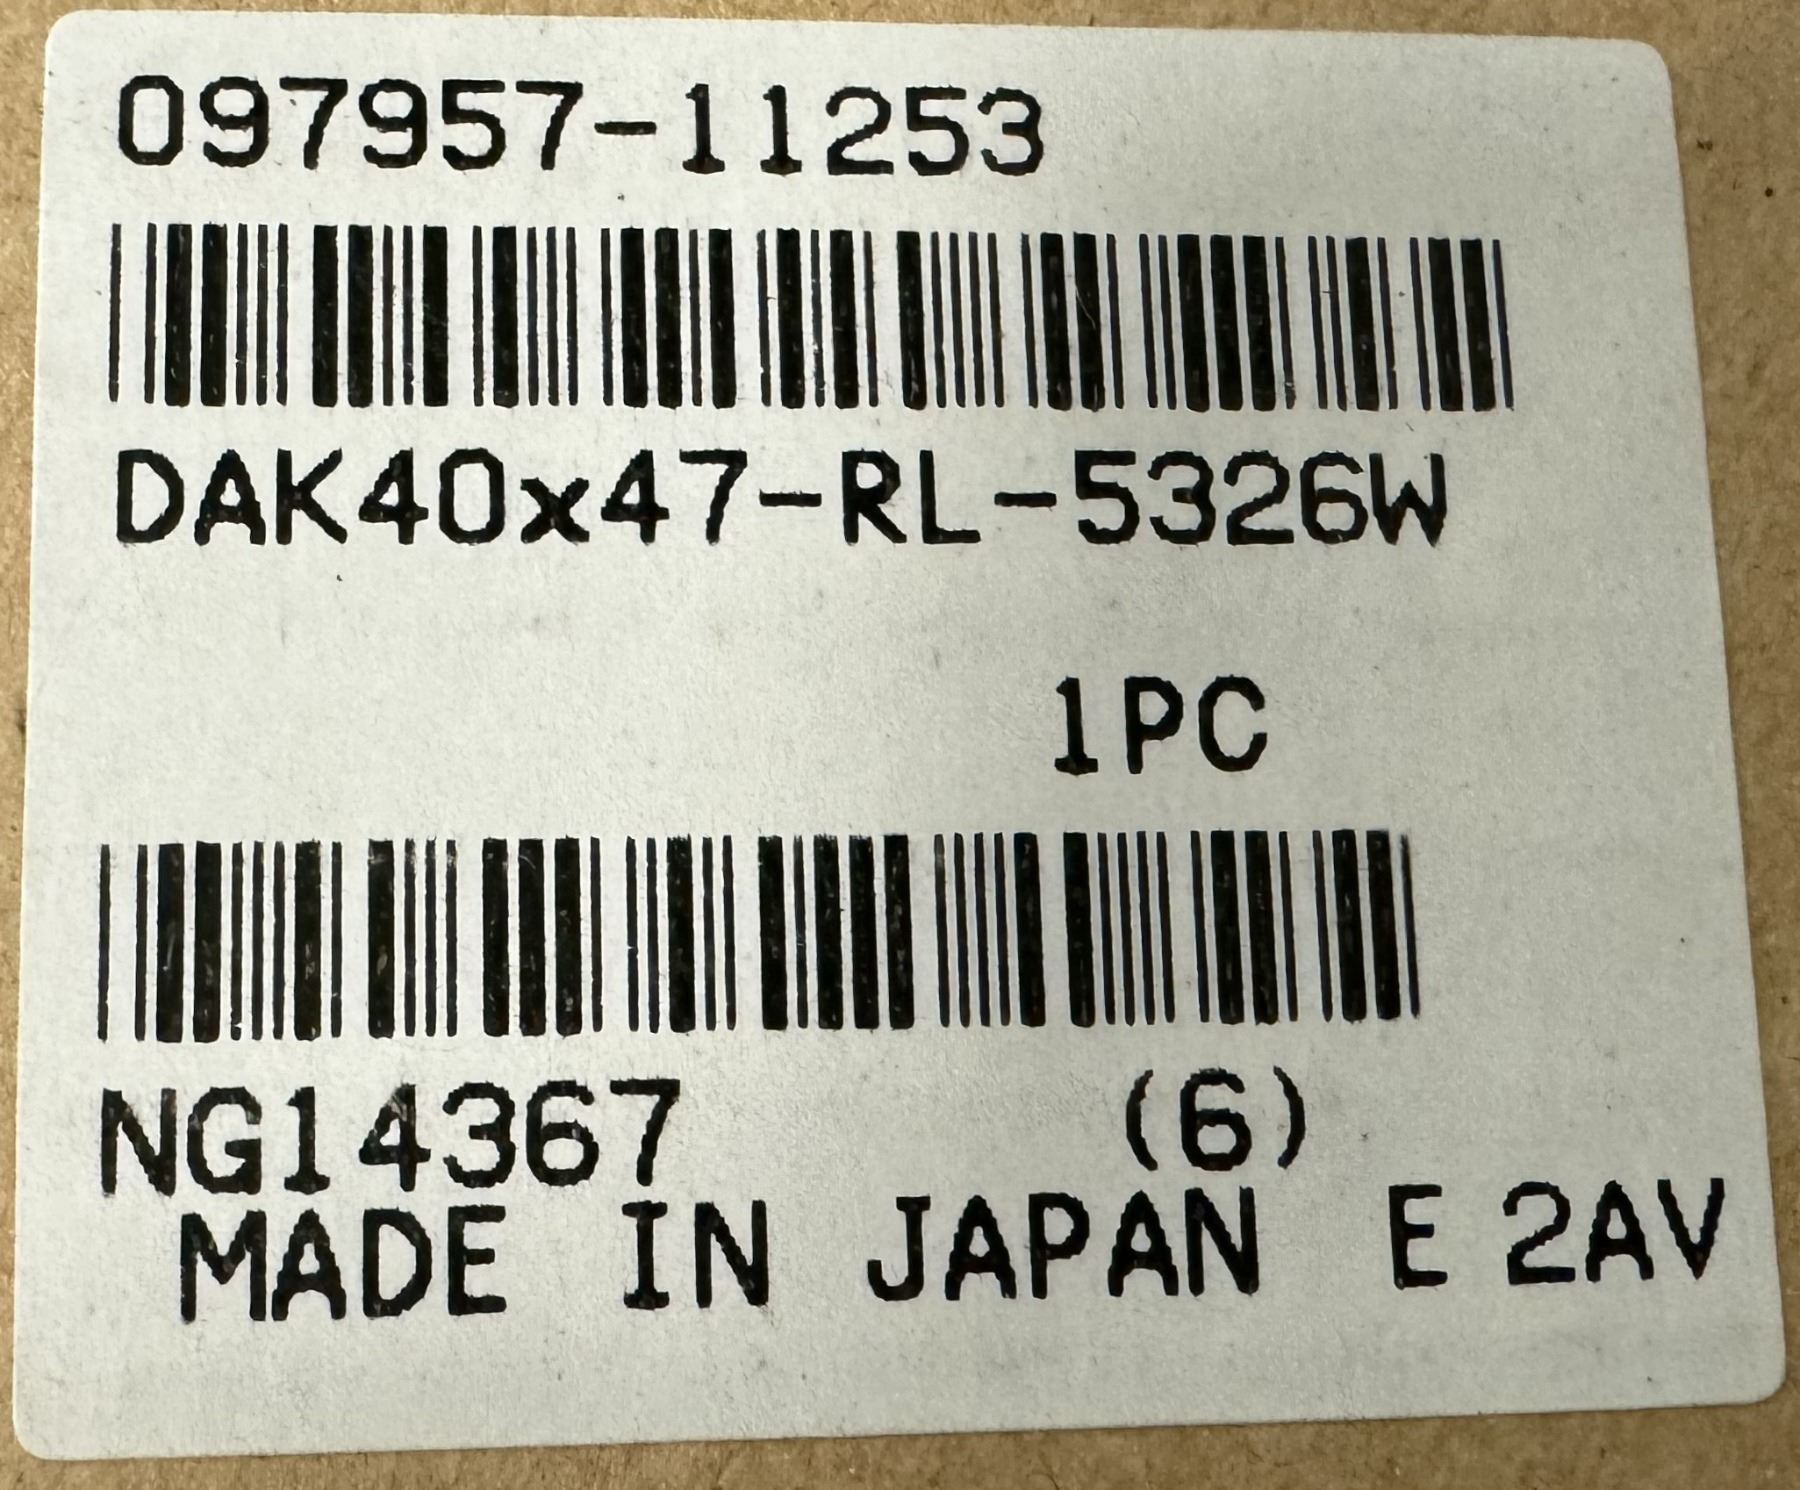 097957-11253
DAK40x47-RL-5326W
1PC
NG14367 (6)
MADE IN JAPAN E 2AV